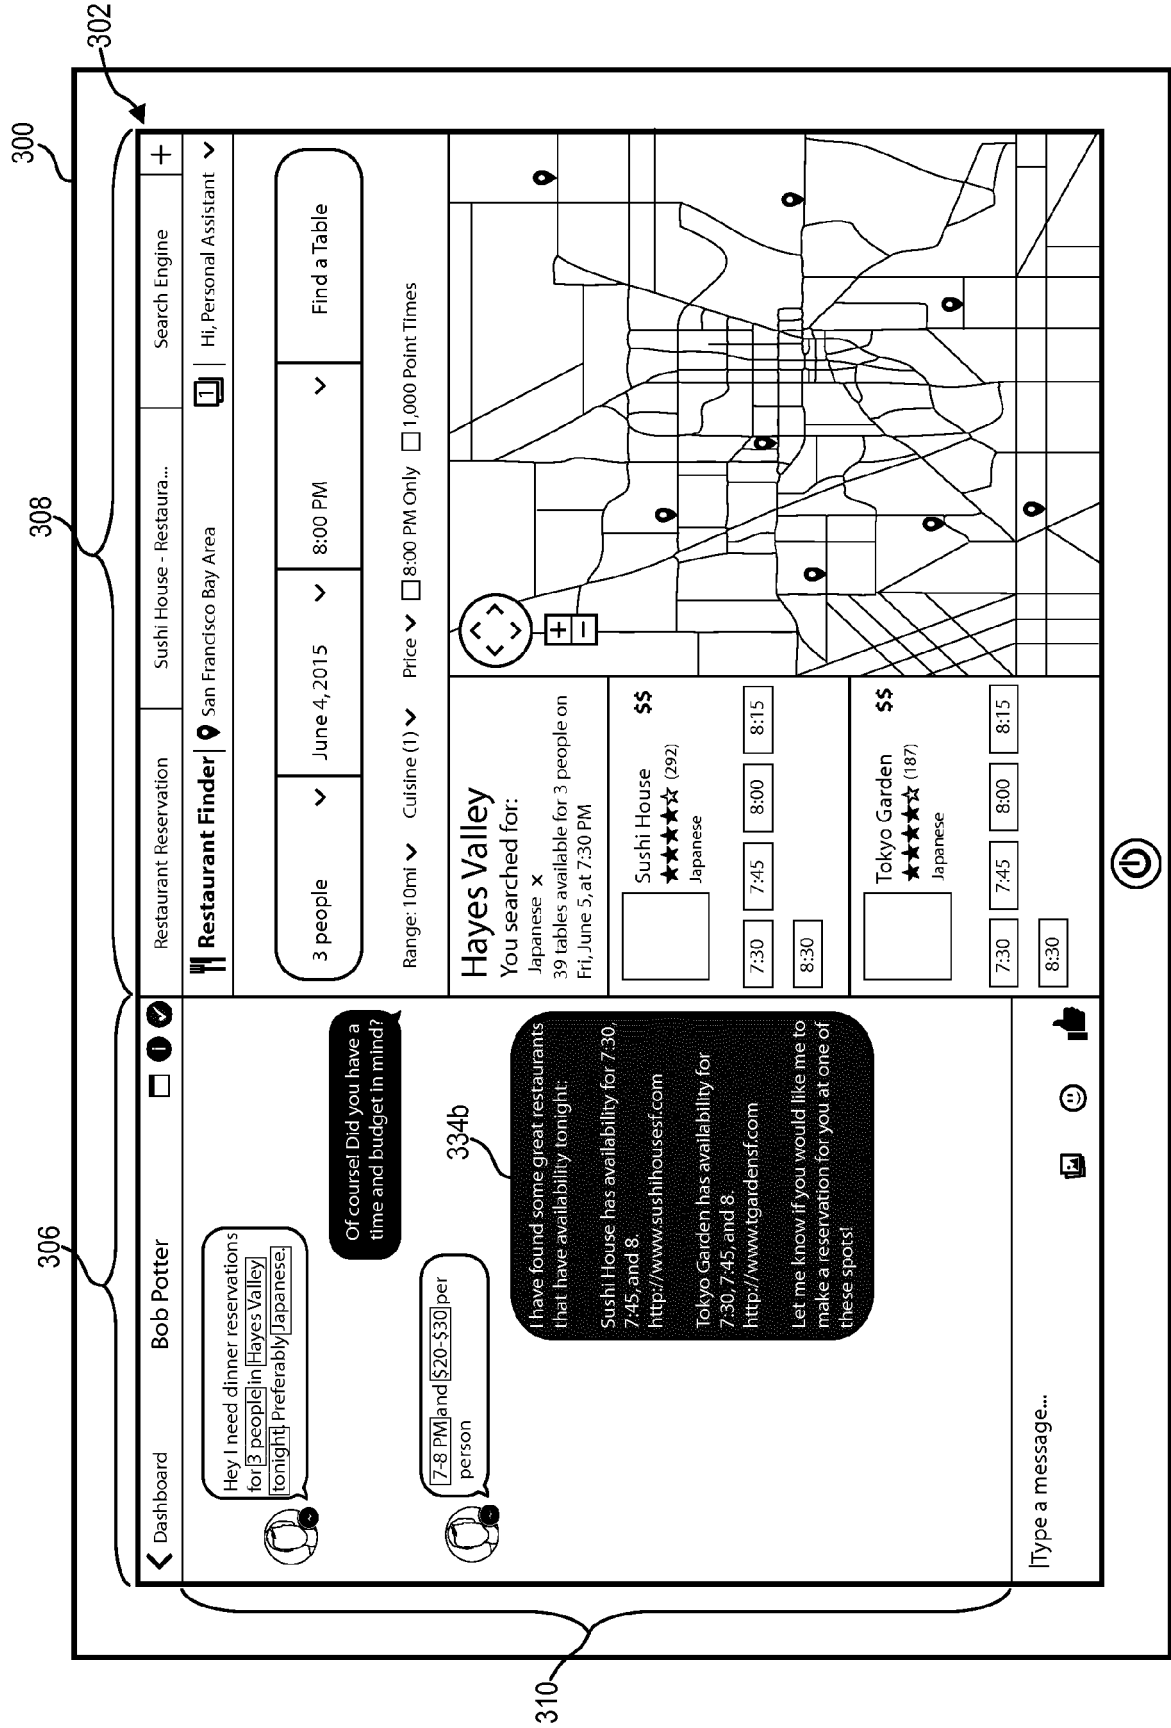 300
302
306
308
Dashboard
Bob Potter
Hey I need dinner reservations
for 3 people in Hayes Valley
tonight. Preferably Japanese.
Of course! Did you have a
time and budget in mind?
7-8 PM and $20-$30 per
person
334b
I have found some great restaurants
that have availability tonight:
Sushi House has availability for 7:30,
7:45, and 8.
http://www.sushihousesf.com
Tokyo Garden has availability for
7:30, 7:45, and 8.
http://www.tgardensf.com
Let me know if you would like me to
make a reservation for you at one of
these spots!
Type a message...
310
Restaurant Reservation
Sushi House - Restaura...
Search Engine
+
Restaurant Finder
San Francisco Bay Area
1
Hi, Personal Assistant
3 people
June 4, 2015
8:00 PM
Find a Table
Range: 10mi
Cuisine (1)
Price
8:00 PM Only
1,000 Point Times
Hayes Valley
You searched for:
Japanese ×
39 tables available for 3 people on
Fri, June 5, at 7:30 PM
Sushi House $$
(292)
Japanese
7:30 7:45 8:00 8:15
8:30
Tokyo Garden $$
(187)
Japanese
7:30 7:45 8:00 8:15
8:30
+
−